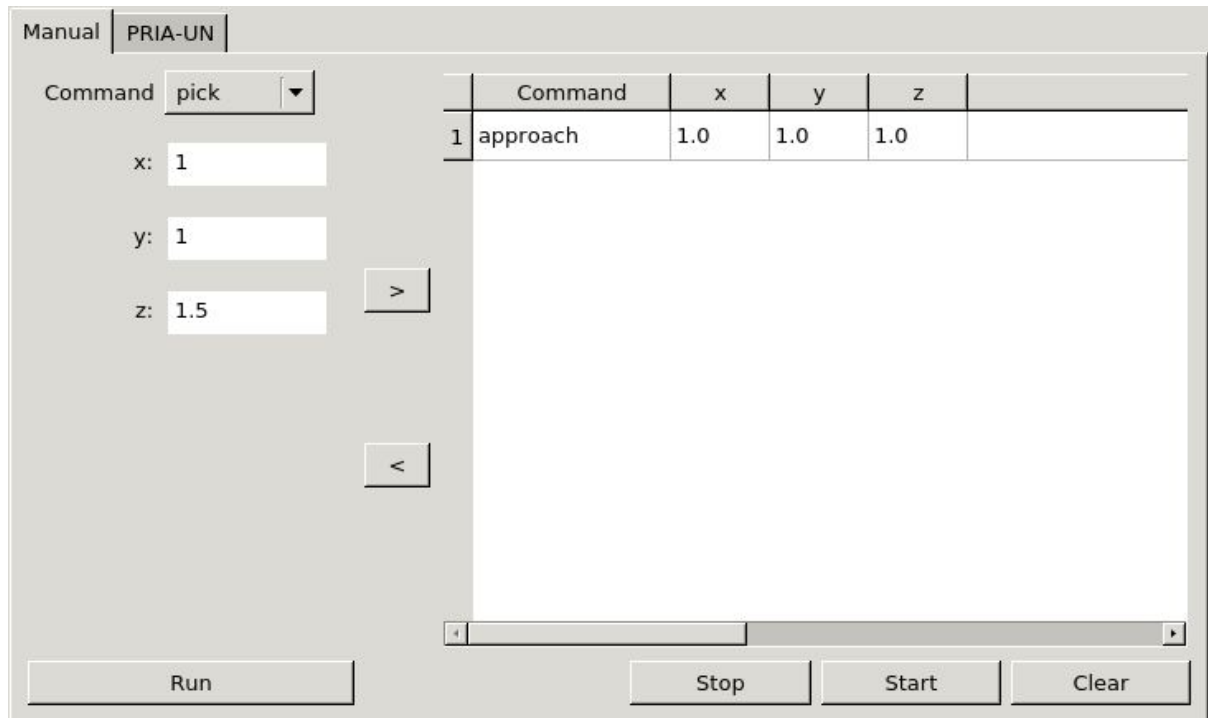 Manual PRIA-UN
Command pick
x: 1
y: 1
z: 1.5
>
<
Command x y z
1 approach 1.0 1.0 1.0
Run Stop Start Clear